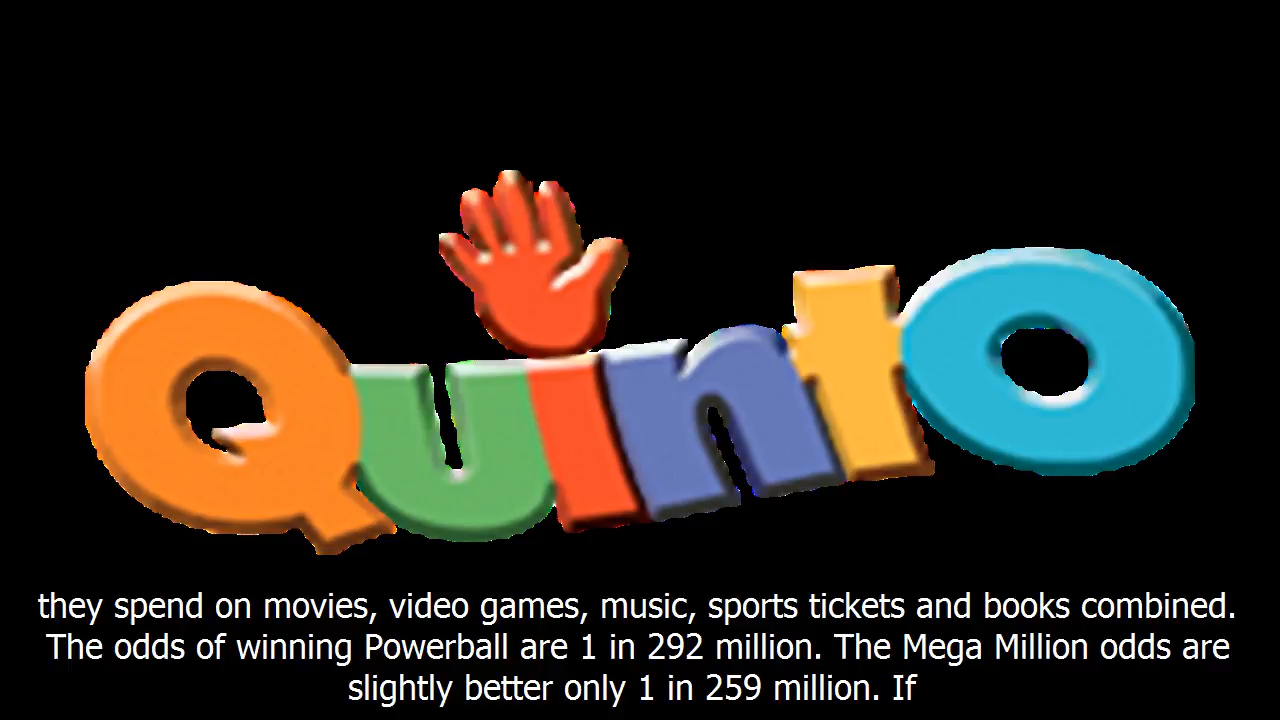 Quinto
they spend on movies, video games, music, sports tickets and books combined.
The odds of winning Powerball are 1 in 292 million. The Mega Million odds are
slightly better only 1 in 259 million. If